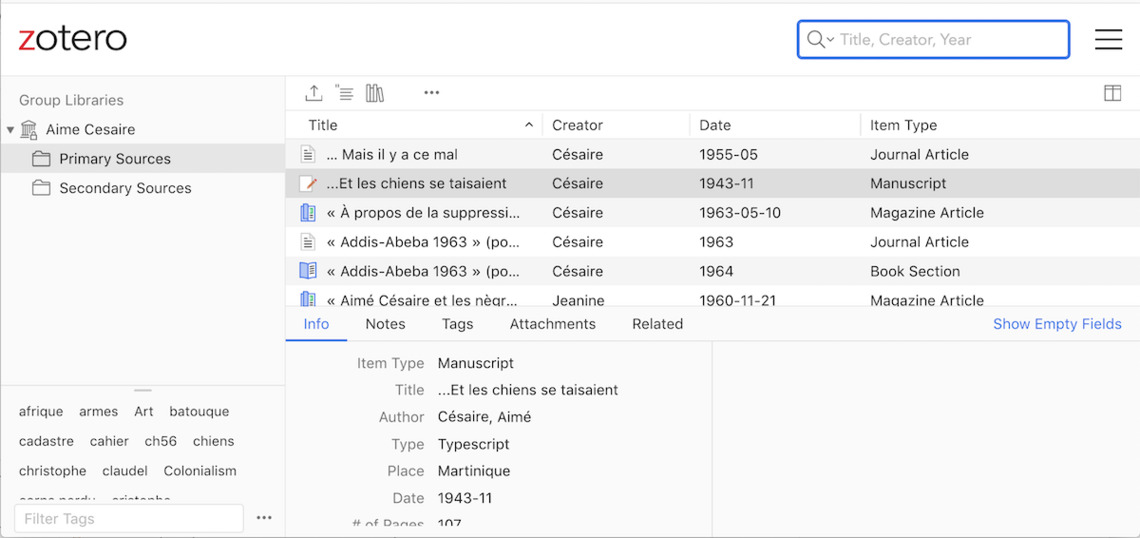 zotero
Title, Creator, Year
Group Libraries
Aime Cesaire
Primary Sources
Secondary Sources
Title Creator Date Item Type
... Mais il y a ce mal Césaire 1955-05 Journal Article
...Et les chiens se taisaient Césaire 1943-11 Manuscript
« À propos de la suppressi... Césaire 1963-05-10 Magazine Article
« Addis-Abeba 1963 » (po... Césaire 1963 Journal Article
« Addis-Abeba 1963 » (po... Césaire 1964 Book Section
« Aimé Césaire et les nègr... Jeanine 1960-11-21 Magazine Article
Info Notes Tags Attachments Related Show Empty Fields
Item Type Manuscript
Title ...Et les chiens se taisaient
Author Césaire, Aimé
Type Typescript
Place Martinique
Date 1943-11
# of Pages 107
afrique armes Art batouque
cadastre cahier ch56 chiens
christophe claudel Colonialism
corps perdu cristophe
Filter Tags